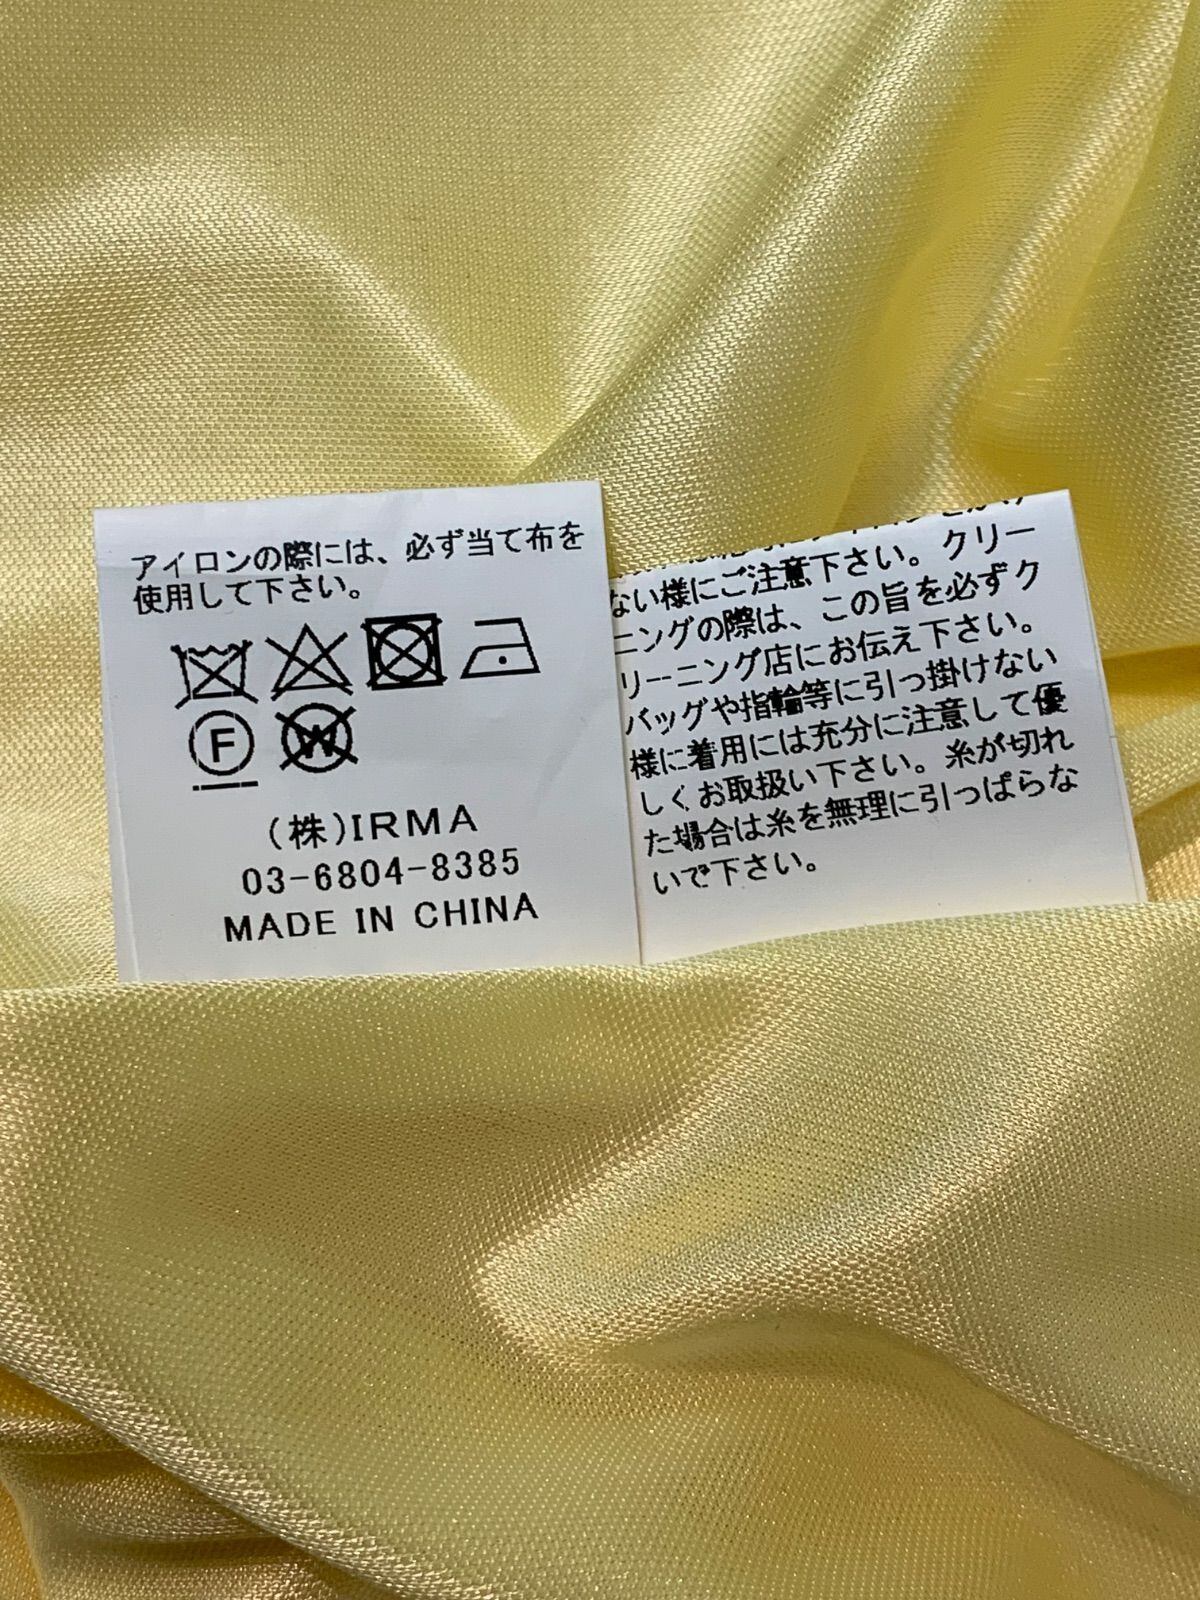 アイロンの際には、必ず当て布を
使用して下さい。
F
W
(株)IRMA
03-6804-8385
MADE IN CHINA
ない様にご注意下さい。クリー
ニングの際は、この旨を必ずク
リーニング店にお伝え下さい。
バッグや指輪等に引っ掛けない
様に着用には充分に注意して優
しくお取扱い下さい。糸が切れ
た場合は糸を無理に引っぱらな
いで下さい。